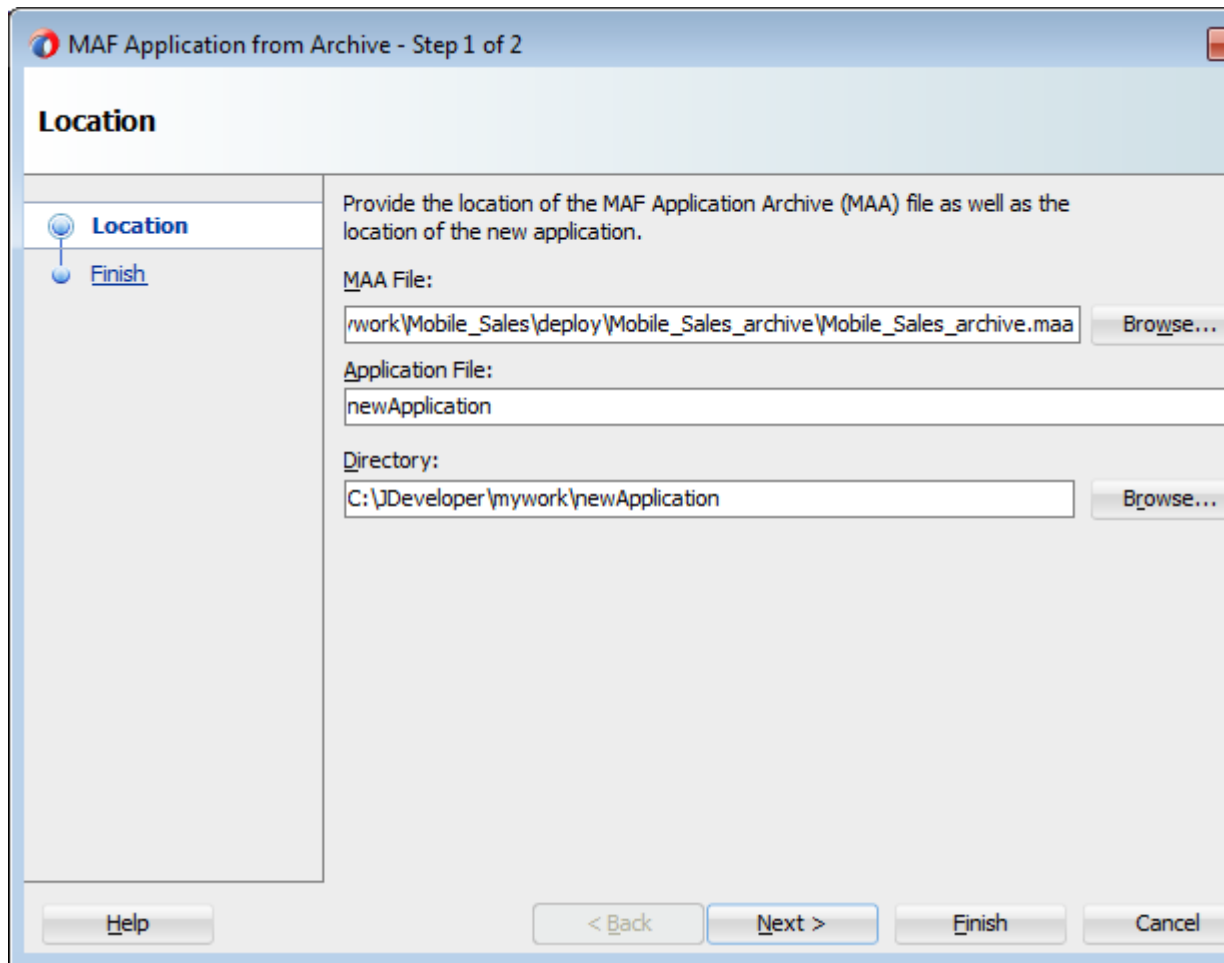 MAF Application from Archive - Step 1 of 2
Location
Location
Finish
Provide the location of the MAF Application Archive (MAA) file as well as the
location of the new application.
MAA File:
\Mobile_Sales\deploy\Mobile_Sales_archive\Mobile_Sales_archive.maa
Browse...
Application File:
newApplication
Directory:
C:\JDeveloper\mywork\newApplication
Browse...
Help
< Back
Next >
Finish
Cancel